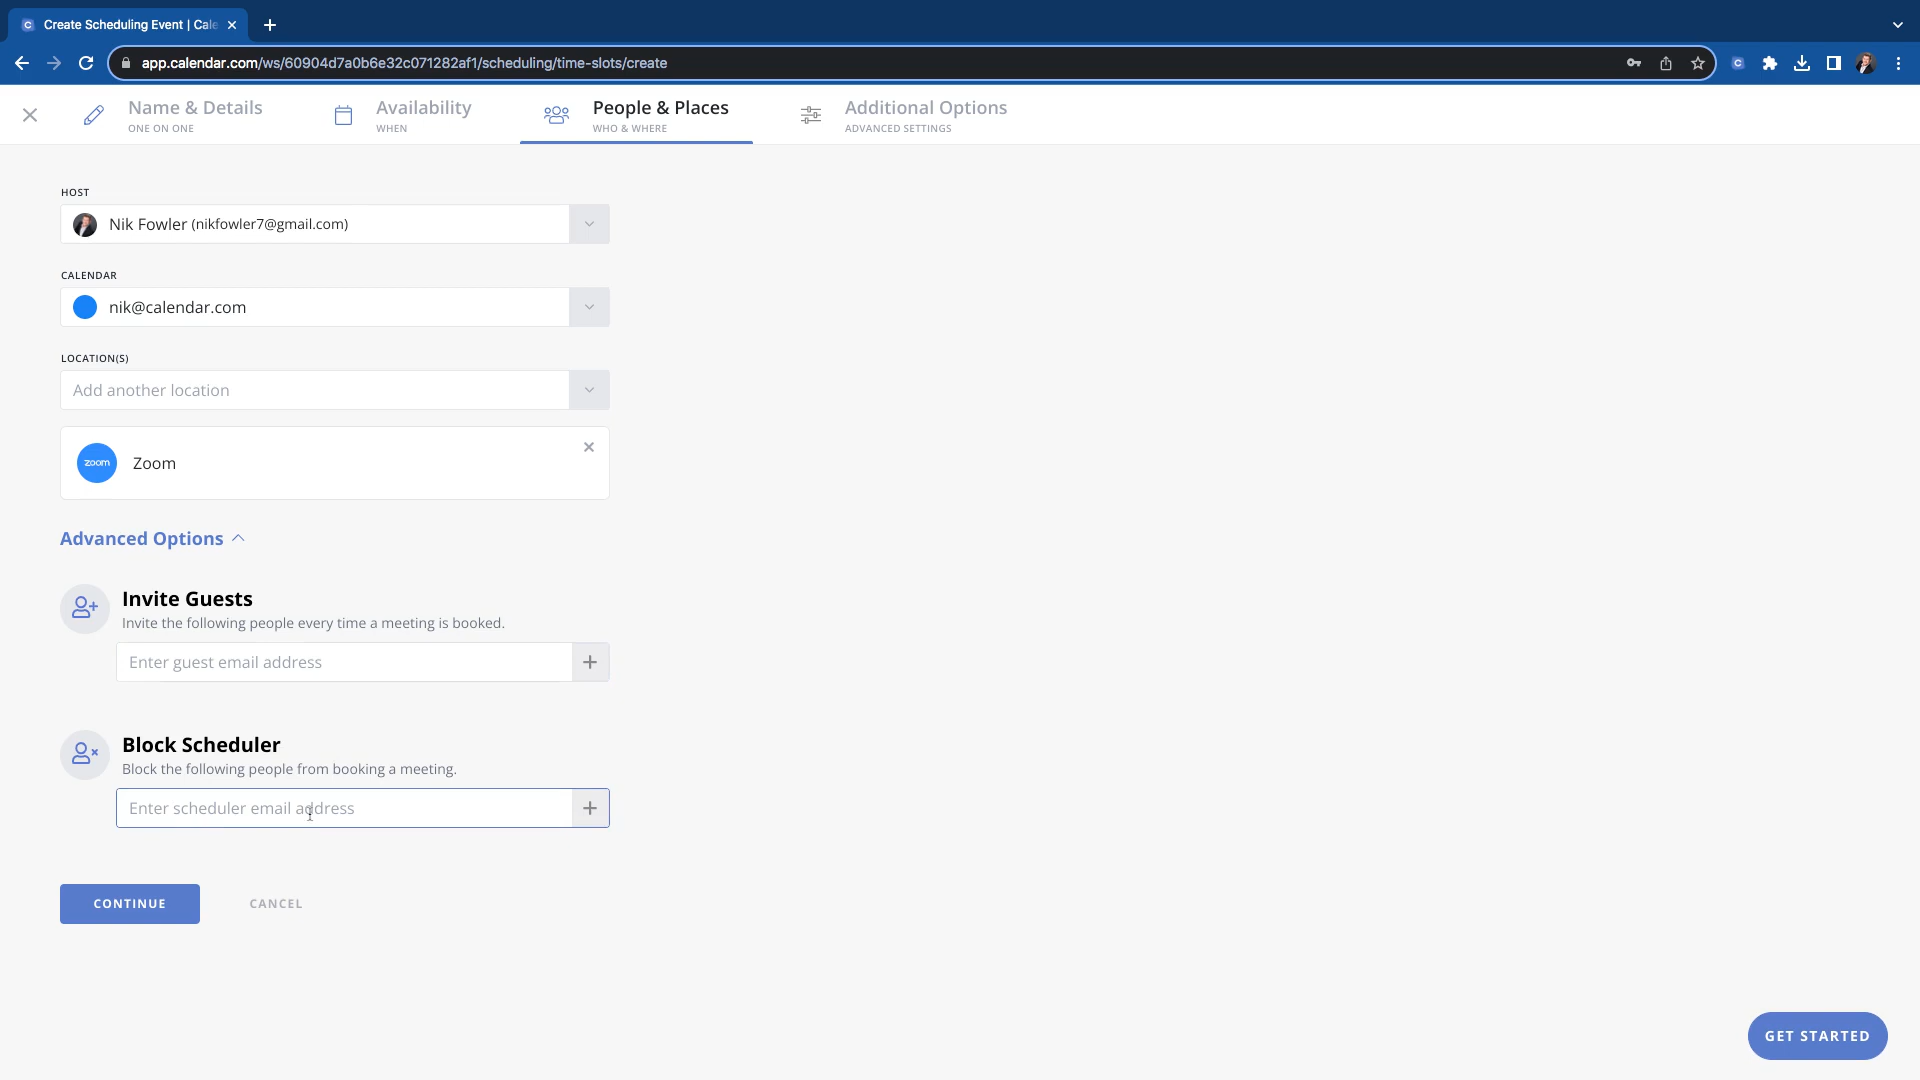 Create Scheduling Event | Cale
app.calendar.com/ws/60904d7a0b6e32c071282af1/scheduling/time-slots/create
Name & Details
ONE ON ONE
Availability
WHEN
People & Places
WHO & WHERE
Additional Options
ADVANCED SETTINGS
HOST
Nik Fowler (nikfowler7@gmail.com)
CALENDAR
nik@calendar.com
LOCATION(S)
Add another location
zoom Zoom
Advanced Options
Invite Guests
Invite the following people every time a meeting is booked.
Enter guest email address
Block Scheduler
Block the following people from booking a meeting.
Enter scheduler email address
CONTINUE CANCEL
GET STARTED